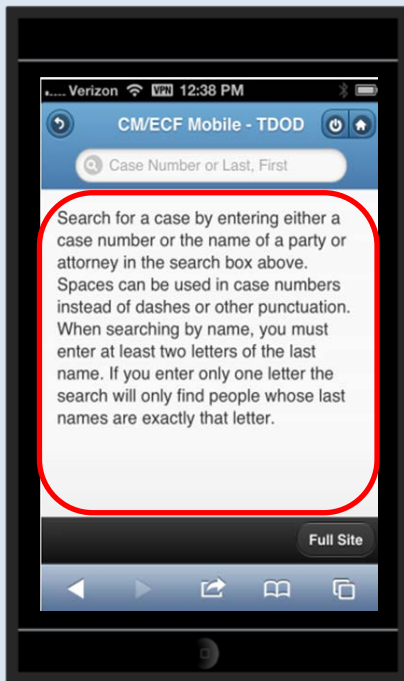 Verizon VPN 12:38 PM
CM/ECF Mobile - TDOD
Case Number or Last, First
Search for a case by entering either a
case number or the name of a party or
attorney in the search box above.
Spaces can be used in case numbers
instead of dashes or other punctuation.
When searching by name, you must
enter at least two letters of the last
name. If you enter only one letter the
search will only find people whose last
names are exactly that letter.
Full Site